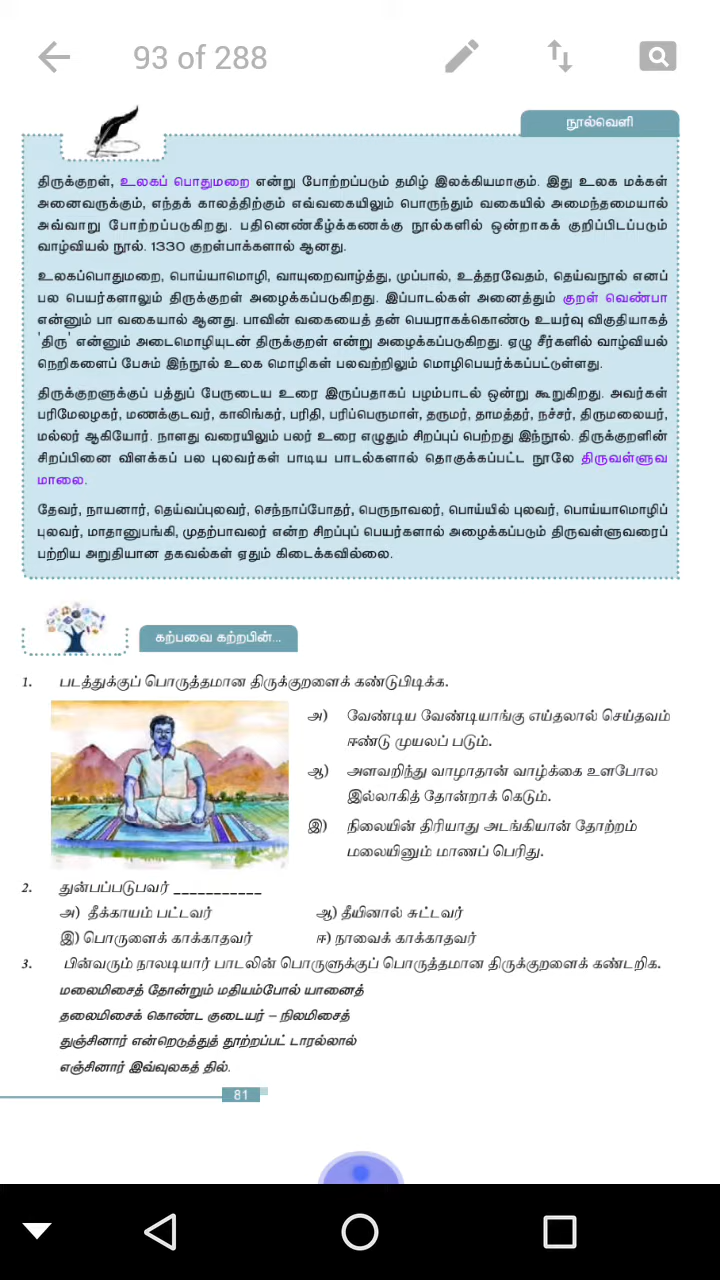 93 of 288
நூல்வெளி
திருக்குறள், உலகப் பொதுமறை என்று போற்றப்படும் தமிழ் இலக்கியமாகும். இது உலக மக்கள்
அனைவருக்கும், எந்தக் காலத்திற்கும் எவ்வகையிலும் பொருந்தும் வகையில் அமைந்தமையால்
அவ்வாறு போற்றப்படுகிறது. பதினெண்கீழ்க்கணக்கு நூல்களில் ஒன்றாகக் குறிப்பிடப்படும்
வாழ்வியல் நூல். 1330 குறள்பாக்களால் ஆனது.
உலகப்பொதுமறை, பொய்யாமொழி, வாயுறைவாழ்த்து, முப்பால், உத்தரவேதம், தெய்வநூல் எனப்
பல பெயர்களாலும் திருக்குறள் அழைக்கப்படுகிறது. இப்பாடல்கள் அனைத்தும் குறள் வெண்பா
என்னும் பா வகையால் ஆனது. பாவின் வகையைத் தன் பெயராகக்கொண்டு உயர்வு விகுதியாகத்
'திரு' என்னும் அடைமொழியுடன் திருக்குறள் என்று அழைக்கப்படுகிறது. ஏழு சீர்களில் வாழ்வியல்
நெறிகளைப் பேசும் இந்நூல் உலக மொழிகள் பலவற்றிலும் மொழிபெயர்க்கப்பட்டுள்ளது.
திருக்குறளுக்குப் பத்துப் பேருடைய உரை இருப்பதாகப் பழம்பாடல் ஒன்று கூறுகிறது. அவர்கள்
பரிமேலழகர், மணக்குடவர், காலிங்கர், பரிதி, பரிப்பெருமாள், தருமர், தாமத்தர், நச்சர், திருமலையர்,
மல்லர் ஆகியோர். நாளது வரையிலும் பலர் உரை எழுதும் சிறப்புப் பெற்றது இந்நூல். திருக்குறளின்
சிறப்பினை விளக்கப் பல புலவர்கள் பாடிய பாடல்களால் தொகுக்கப்பட்ட நூலே திருவள்ளுவ
மாலை.
தேவர், நாயனார், தெய்வப்புலவர், செந்நாப்போதர், பெருநாவலர், பொய்யில் புலவர், பொய்யாமொழிப்
புலவர், மாதானுபங்கி, முதற்பாவலர் என்ற சிறப்புப் பெயர்களால் அழைக்கப்படும் திருவள்ளுவரைப்
பற்றிய அறுதியான தகவல்கள் ஏதும் கிடைக்கவில்லை.
கற்பவை கற்றபின்...
1. படத்துக்குப் பொருத்தமான திருக்குறளைக் கண்டுபிடிக்க.
அ) வேண்டிய வேண்டியாங்கு எய்தலால் செய்தவம்
ஈண்டு முயலப் படும்.
ஆ) அளவறிந்து வாழாதான் வாழ்க்கை உளபோல
இல்லாகித் தோன்றாக் கெடும்.
இ) நிலையின் திரியாது அடங்கியான் தோற்றம்
மலையினும் மாணப் பெரிது.
2. துன்பப்படுபவர் ___________
அ) தீக்காயம் பட்டவர் ஆ) தீயினால் சுட்டவர்
இ) பொருளைக் காக்காதவர் ஈ) நாவைக் காக்காதவர்
3. பின்வரும் நாலடியார் பாடலின் பொருளுக்குப் பொருத்தமான திருக்குறளைக் கண்டறிக.
மலைமிசைத் தோன்றும் மதியம்போல் யானைத்
தலைமிசைக் கொண்ட குடையர் – நிலமிசைத்
துஞ்சினார் என்றெடுத்துத் தூற்றப்பட் டாரல்லால்
எஞ்சினார் இவ்வுலகத் தில்.
81